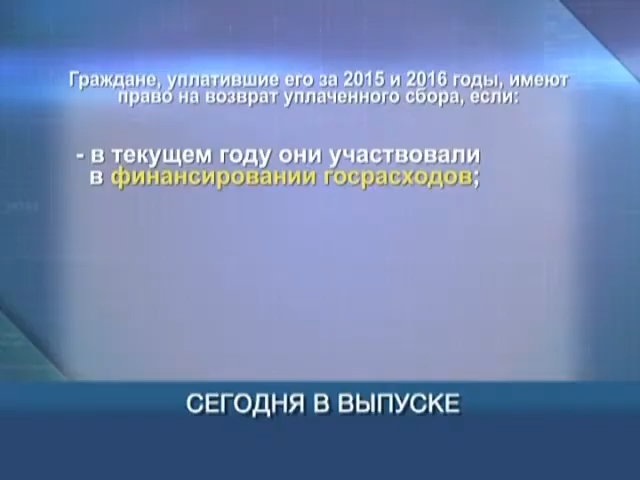 Граждане, уплатившие его за 2015 и 2016 годы, имеют
право на возврат уплаченного сбора, если:
- в текущем году они участвовали
в финансировании госрасходов;
СЕГОДНЯ В ВЫПУСКЕ